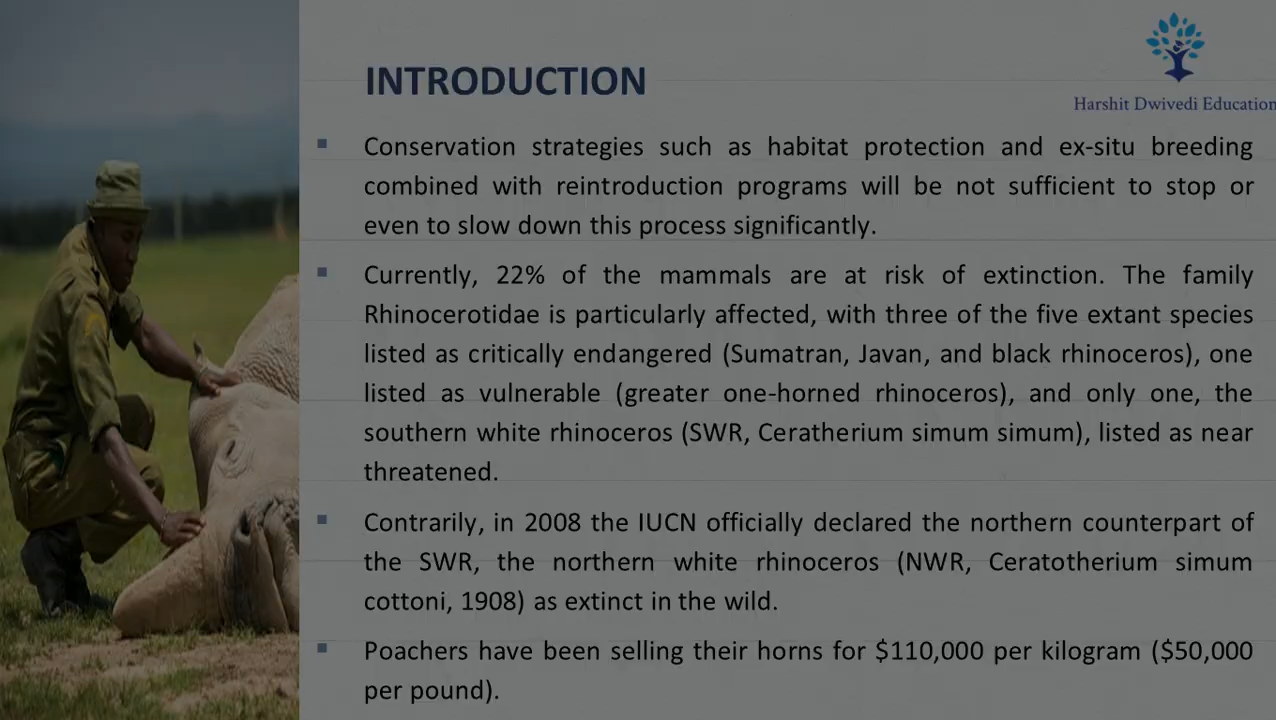 INTRODUCTION
Harshit Dwivedi Education
▪ Conservation strategies such as habitat protection and ex-situ breeding
combined with reintroduction programs will be not sufficient to stop or
even to slow down this process significantly.
▪ Currently, 22% of the mammals are at risk of extinction. The family
Rhinocerotidae is particularly affected, with three of the five extant species
listed as critically endangered (Sumatran, Javan, and black rhinoceros), one
listed as vulnerable (greater one-horned rhinoceros), and only one, the
southern white rhinoceros (SWR, Ceratherium simum simum), listed as near
threatened.
▪ Contrarily, in 2008 the IUCN officially declared the northern counterpart of
the SWR, the northern white rhinoceros (NWR, Ceratotherium simum
cottoni, 1908) as extinct in the wild.
▪ Poachers have been selling their horns for $110,000 per kilogram ($50,000
per pound).